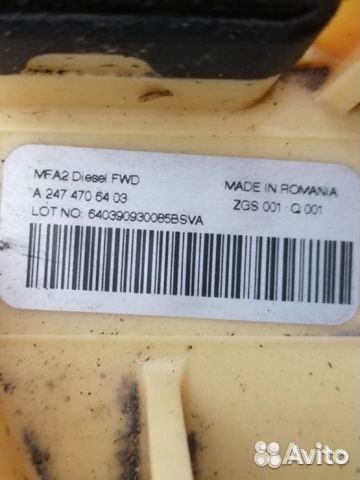 MFA2 Diesel FWD
MADE IN ROMANIA
A 247 470 64 03
ZGS 001 Q 001
LOT NO: 640390930085BSVA
Avito